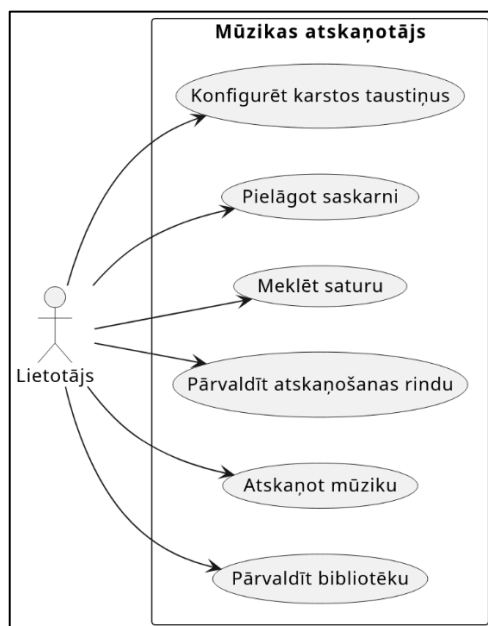 Mūzikas atskaņotājs
Konfigurēt karstos taustiņus
Pielāgot saskarni
Meklēt saturu
Lietotājs
Pārvaldīt atskaņošanas rindu
Atskaņot mūziku
Pārvaldīt bibliotēku